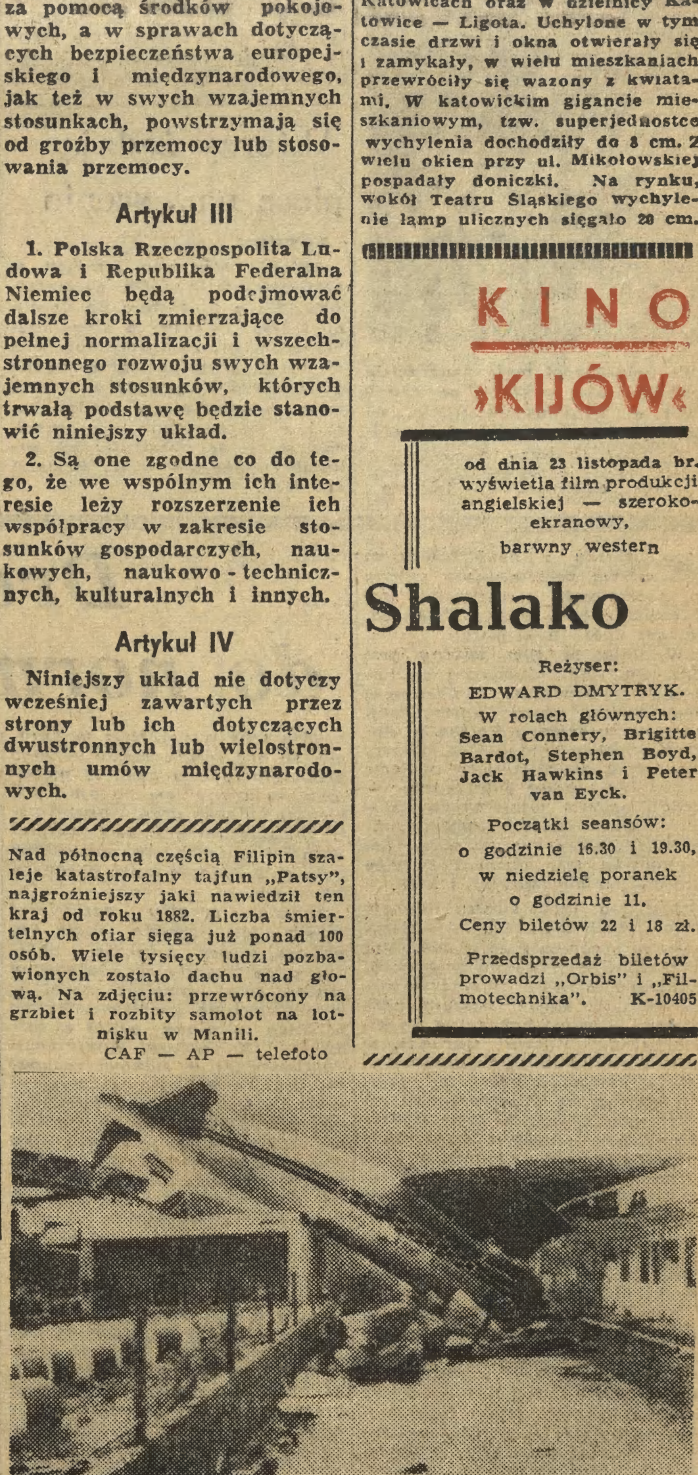 za pomocą środków pokojo-
wych, a w sprawach dotyczą-
cych bezpieczeństwa europej-
skiego i międzynarodowego,
jak też w swych wzajemnych
stosunkach, powstrzymają się
od groźby przemocy lub stoso-
wania przemocy.
Artykuł III
1. Polska Rzeczpospolita Lu-
dowa i Republika Federalna
Niemiec będą podejmować
dalsze kroki zmierzające do
pełnej normalizacji i wszech-
stronnego rozwoju swych wza-
jemnych stosunków, których
trwałą podstawę będzie stano-
wić niniejszy układ.
2. Są one zgodne co do te-
go, że we wspólnym ich inte-
resie leży rozszerzenie ich
współpracy w zakresie sto-
sunków gospodarczych, nau-
kowych, naukowo - technicz-
nych, kulturalnych i innych.
Artykuł IV
Niniejszy układ nie dotyczy
wcześniej zawartych przez
strony lub ich dotyczących
dwustronnych lub wielostron-
nych umów międzynarodo-
wych.
Nad północną częścią Filipin sza-
leje katastrofalny tajfun „Patsy”,
najgroźniejszy jaki nawiedził ten
kraj od roku 1882. Liczba śmier-
telnych ofiar sięga już ponad 100
osób. Wiele tysięcy ludzi pozba-
wionych zostało dachu nad gło-
wą. Na zdjęciu: przewrócony na
grzbiet i rozbity samolot na lot-
nisku w Manili.
CAF — AP — telefoto
Katowicach oraz w dzielnicy Ka-
towice — Ligota. Uchylone w tym
czasie drzwi i okna otwierały się
i zamykały, w wielu mieszkaniach
przewróciły się wazony z kwiata-
mi. W katowickim gigancie mie-
szkaniowym, tzw. superjednostce
wychylenia dochodziły do 8 cm. Z
wielu okien przy ul. Mikołowskiej
pospadały doniczki. Na rynku,
wokół Teatru Śląskiego wychyle-
nie lamp ulicznych sięgało 20 cm.
KINO
»KIJÓW«
od dnia 23 listopada br.
wyświetla film produkcji
angielskiej — szeroko-
ekranowy,
barwny western
Shalako
Reżyser:
EDWARD DMYTRYK.
W rolach głównych:
Sean Connery, Brigitte
Bardot, Stephen Boyd,
Jack Hawkins i Peter
van Eyck.
Początki seansów:
o godzinie 16.30 i 19.30,
w niedzielę poranek
o godzinie 11.
Ceny biletów 22 i 18 zł.
Przedsprzedaż biletów
prowadzi „Orbis” i „Fil-
motechnika”. K-10405